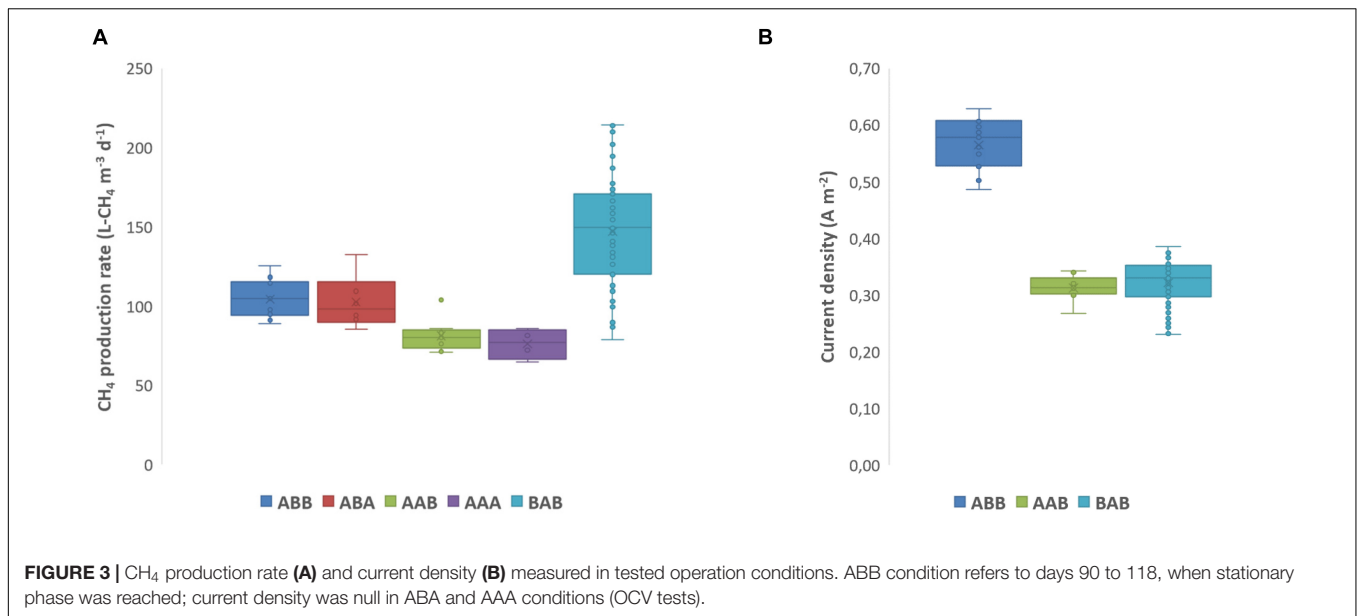 A
CH₄ production rate (L-CH₄ m⁻³ d⁻¹)
250
200
150
100
50
0
ABB ABA AAB AAA BAB
B
Current density (A m⁻²)
0,70
0,60
0,50
0,40
0,30
0,20
0,10
0,00
ABB AAB BAB
FIGURE 3 | CH₄ production rate (A) and current density (B) measured in tested operation conditions. ABB condition refers to days 90 to 118, when stationary
phase was reached; current density was null in ABA and AAA conditions (OCV tests).